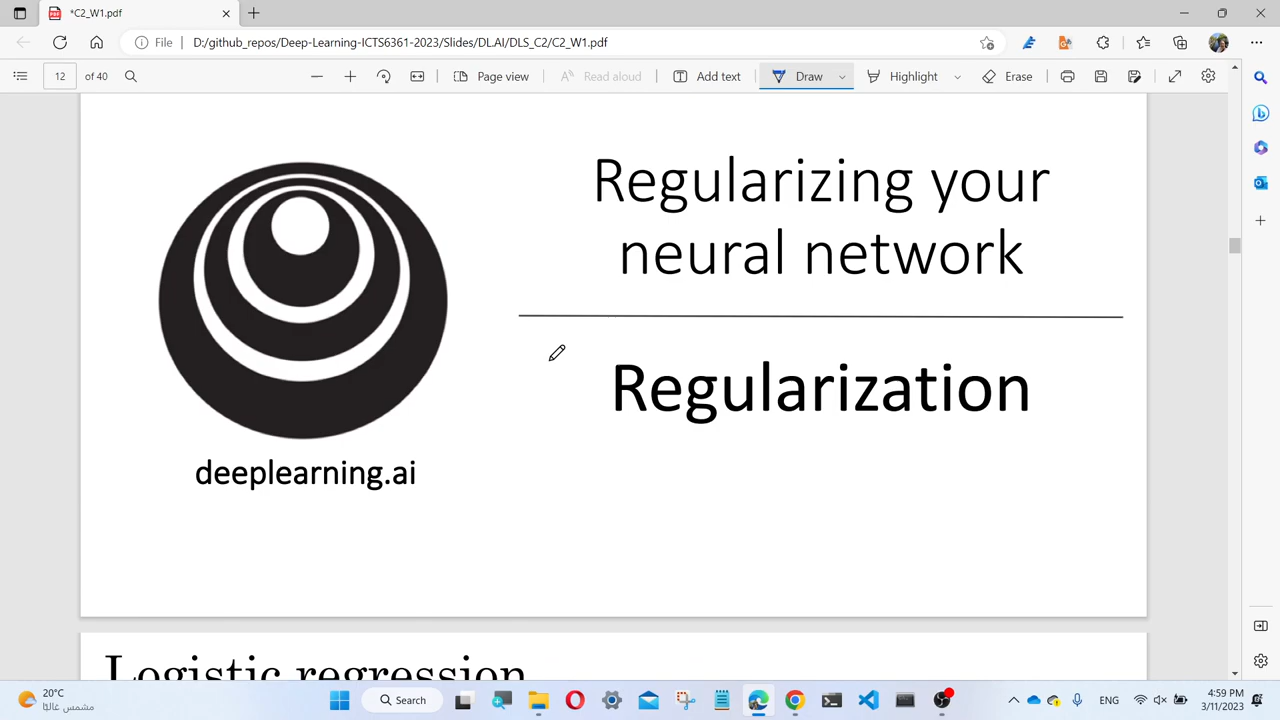 *C2_W1.pdf
File
D:/github_repos/Deep-Learning-ICTS6361-2023/Slides/DL.AI/DLS_C2/C2_W1.pdf
12 of 40
Page view
Read aloud
Add text
Draw
Highlight
Erase
Regularizing your
neural network
Regularization
deeplearning.ai
Logistic regression
20°C
مشمس غالبًا
Search
ENG
4:59 PM
3/11/2023